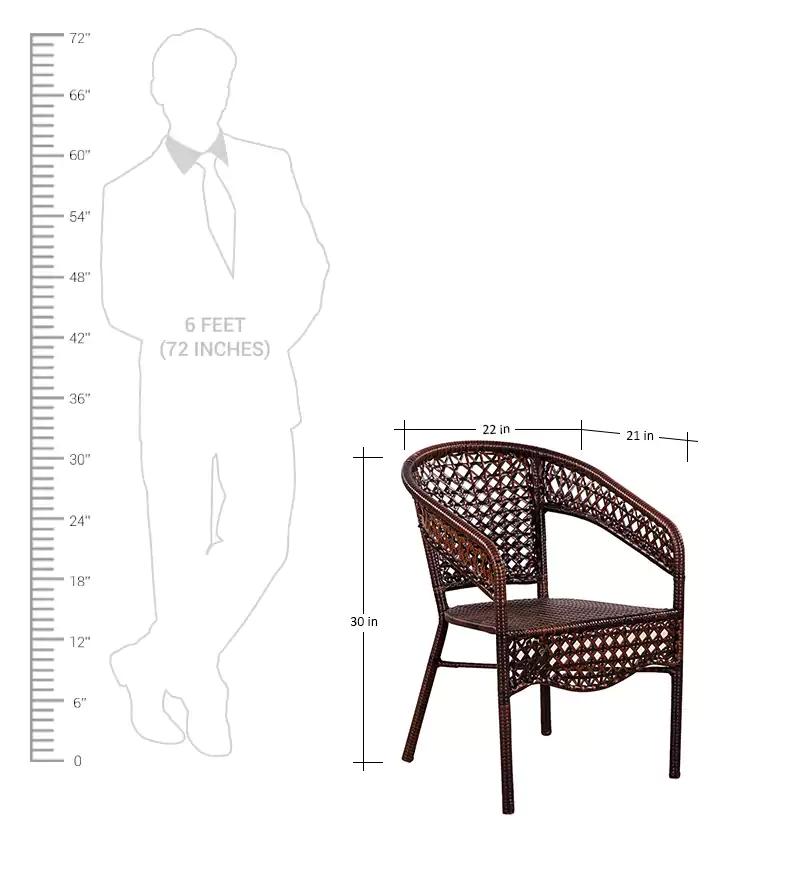 72"
66"
60"
54"
48"
42"
36"
30"
24"
18"
12"
6"
0
6 FEET
(72 INCHES)
22 in
21 in
30 in